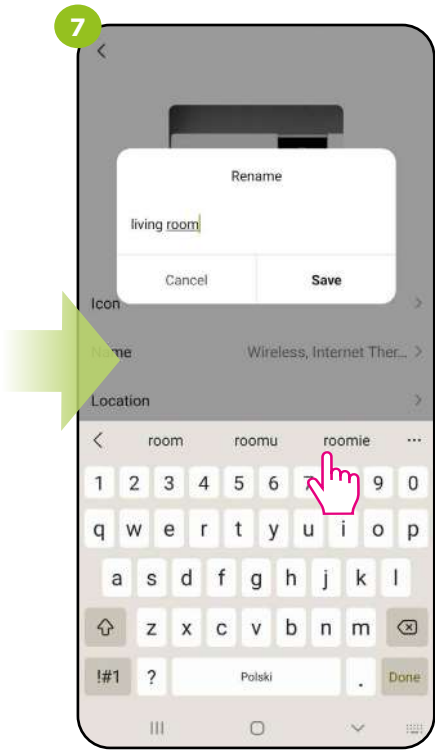 7
Rename
living room
Cancel Save
Icon
Name Wireless, Internet Ther...
Location
room roomu roomie ...
1 2 3 4 5 6 7 9 0
q w e r t y u i o p
a s d f g h j k l
z x c v b n m
!#1 ? Polski . Done